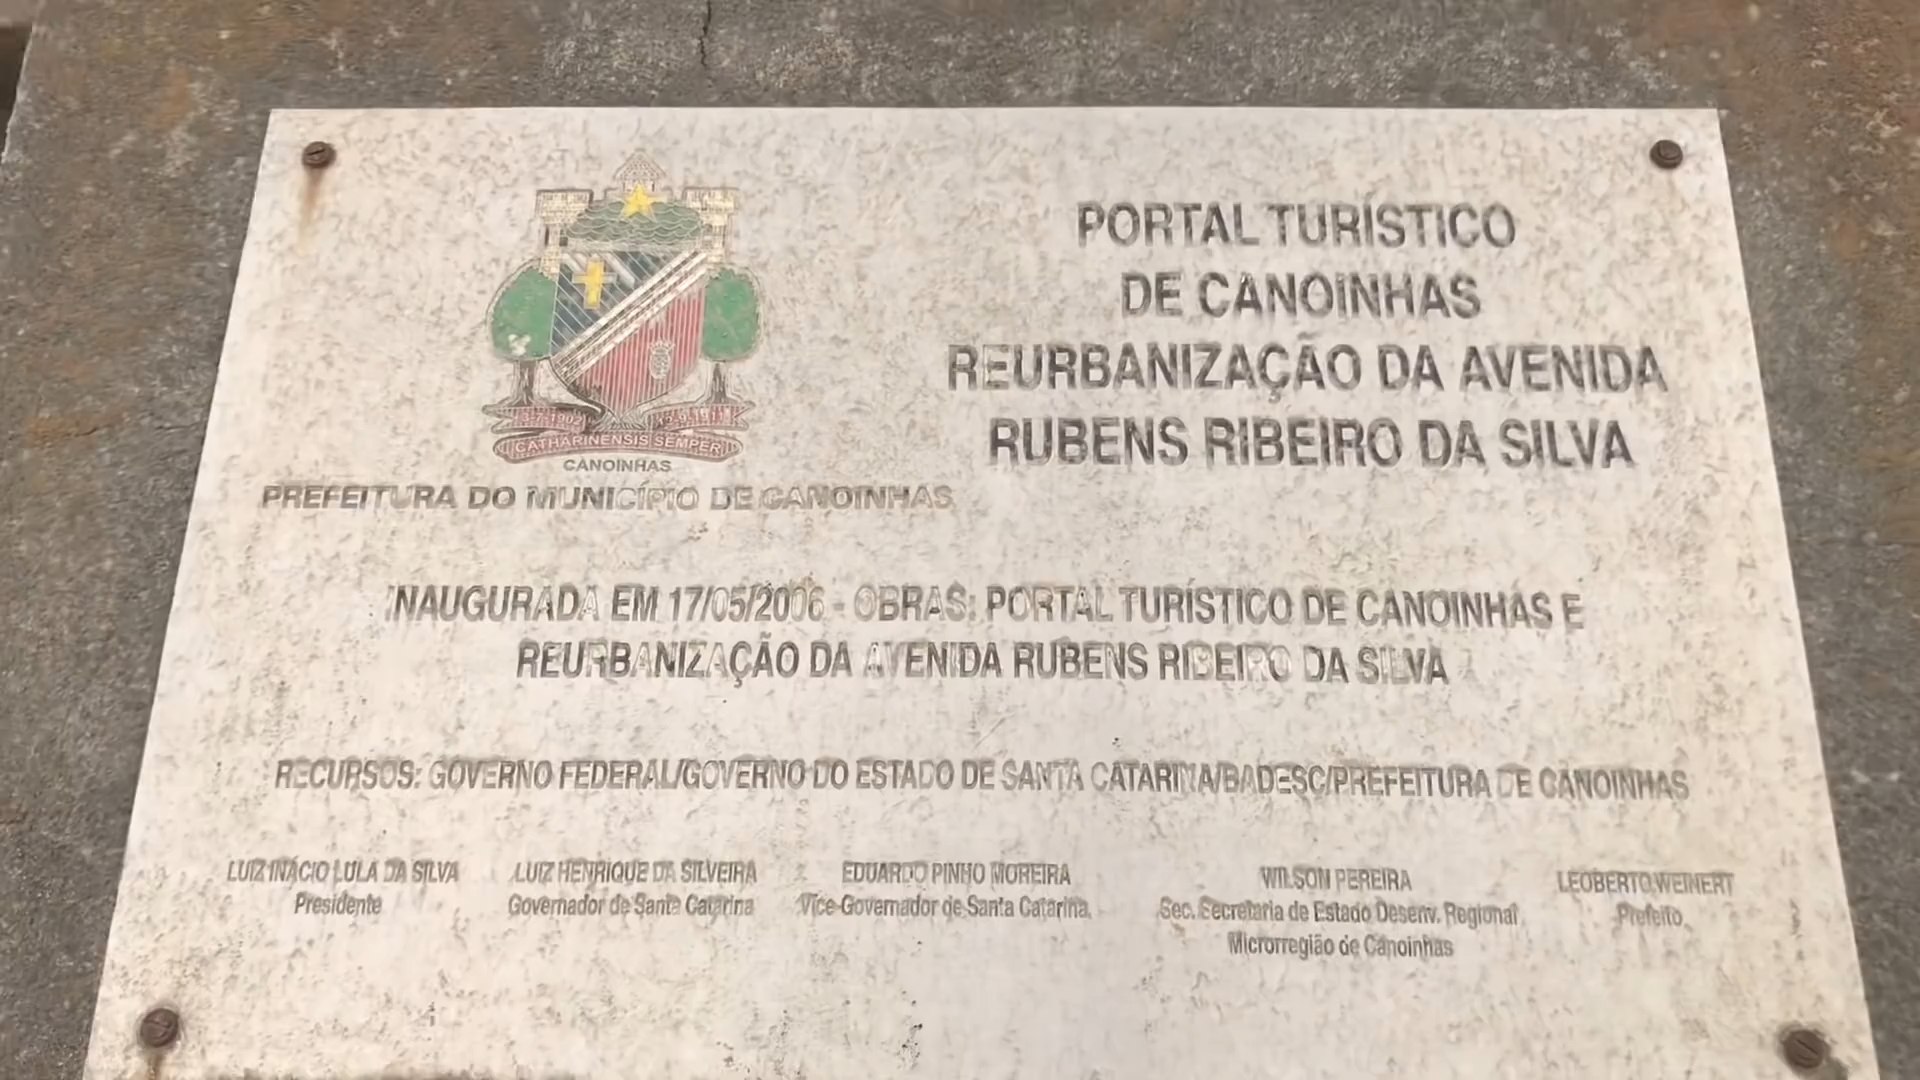 PORTAL TURÍSTICO
DE CANOINHAS
REURBANIZAÇÃO DA AVENIDA
RUBENS RIBEIRO DA SILVA
CATHARINENSIS SEMPER
CANOINHAS
PREFEITURA DO MUNICÍPIO DE CANOINHAS
INAUGURADA EM 17/05/2006 - OBRAS: PORTAL TURÍSTICO DE CANOINHAS E
REURBANIZAÇÃO DA AVENIDA RUBENS RIBEIRO DA SILVA
RECURSOS: GOVERNO FEDERAL/GOVERNO DO ESTADO DE SANTA CATARINA/BADESC/PREFEITURA DE CANOINHAS
LUIZ INÁCIO LULA DA SILVA
Presidente
LUIZ HENRIQUE DA SILVEIRA
Governador de Santa Catarina
EDUARDO PINHO MOREIRA
Vice-Governador de Santa Catarina
WILSON PEREIRA
Sec. Secretaria de Estado Desenv. Regional
Microrregião de Canoinhas
LEOBERTO WEINERT
Prefeito